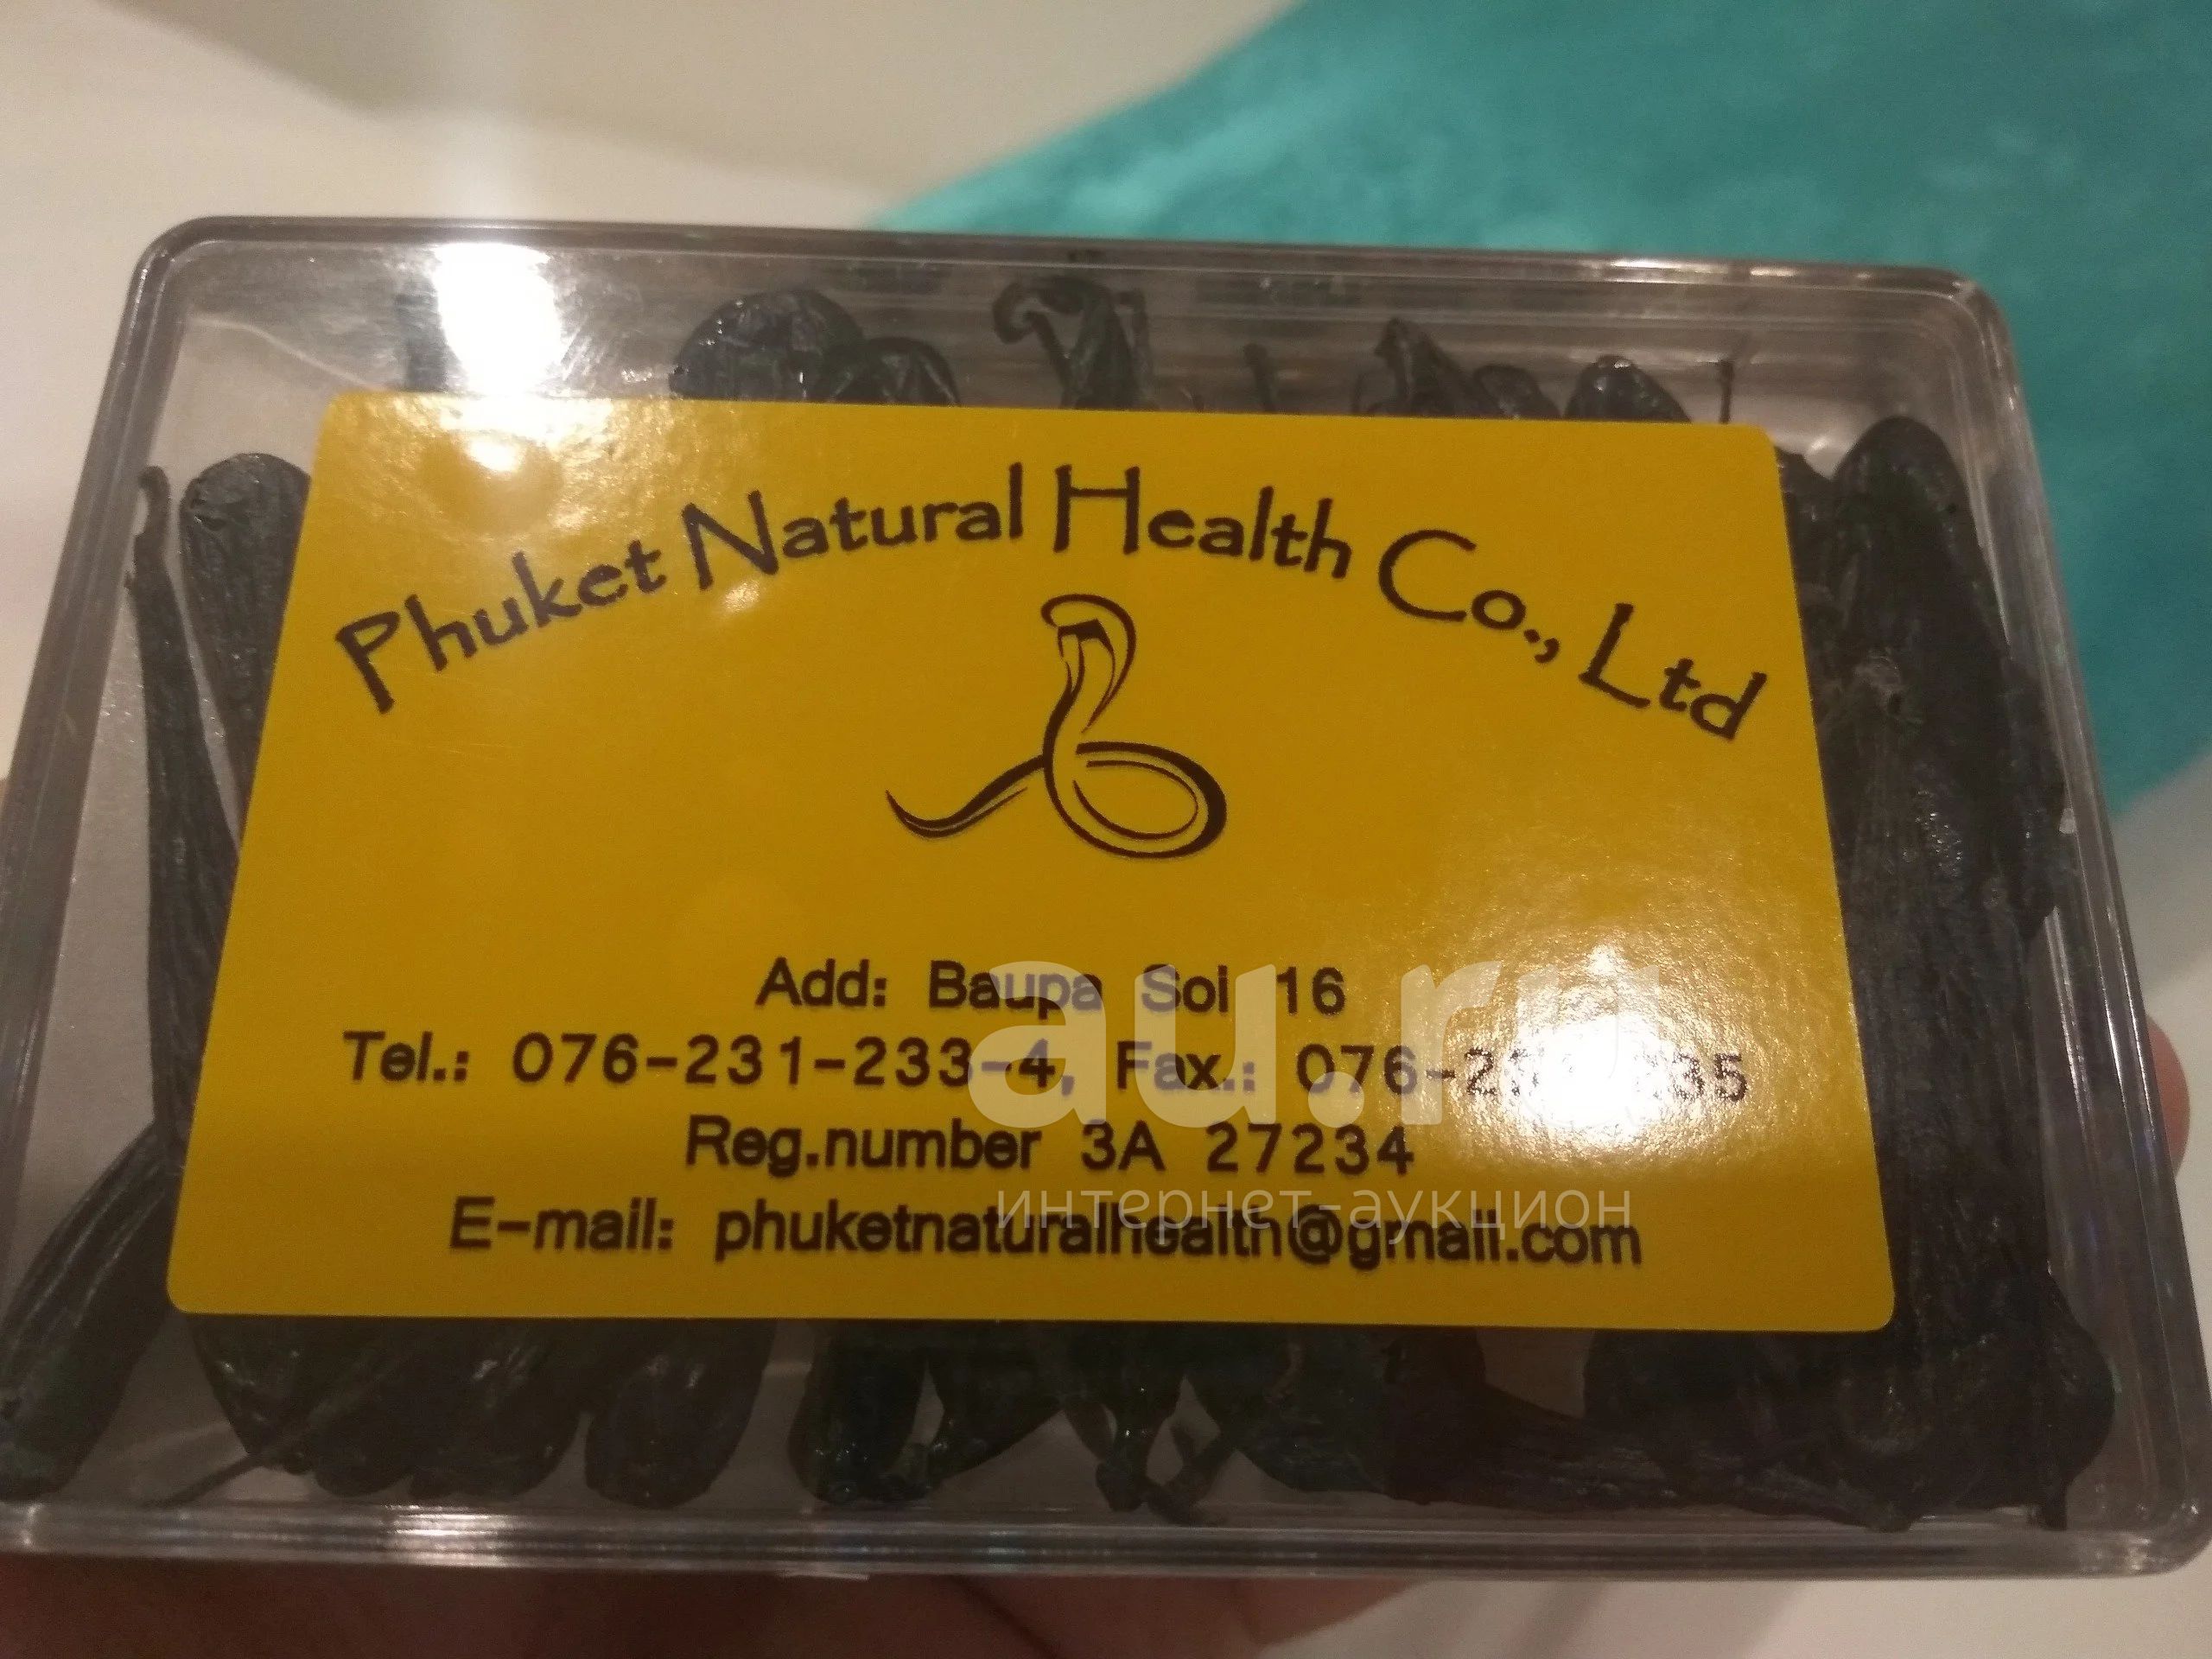 Phuket Natural Health Co., Ltd
Add: Baupa Soi 16
Tel.: 076-231-233-4, Fax.: 076-
Reg.number 3A 27234
E-mail: phuketnaturalhealth@gmail.com
au.ru
интернет-аукцион